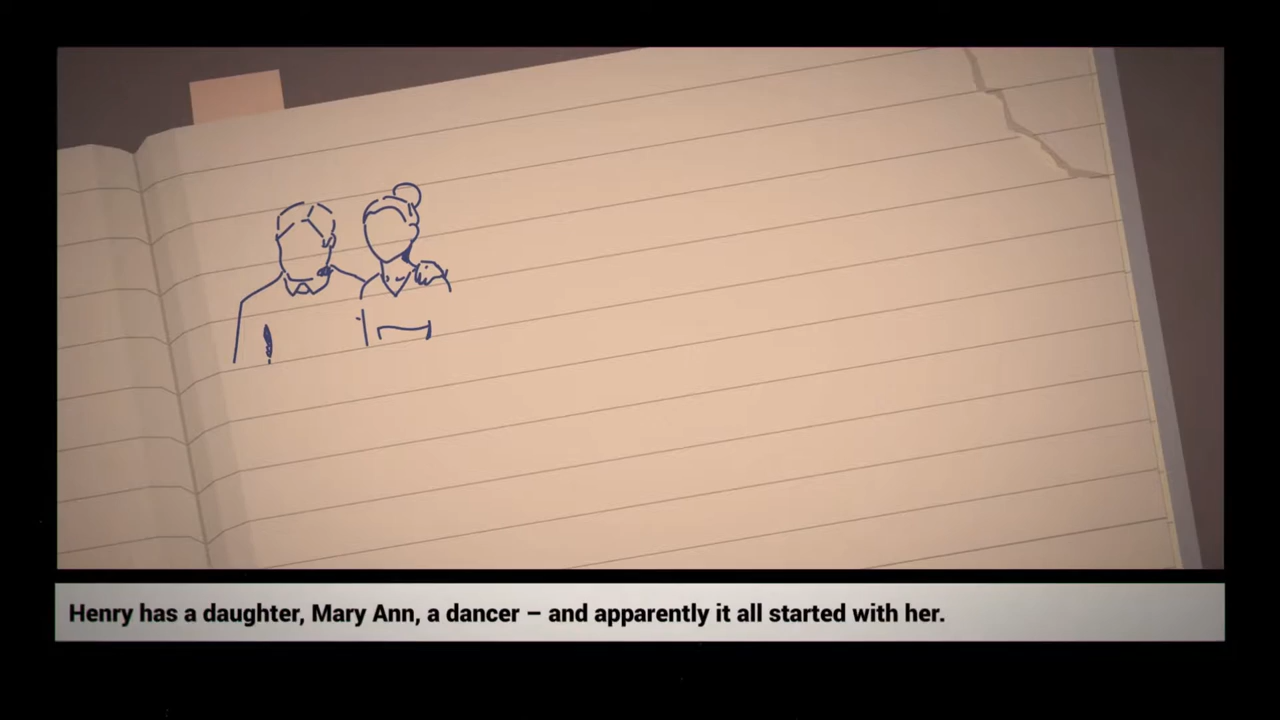 Henry has a daughter, Mary Ann, a dancer – and apparently it all started with her.